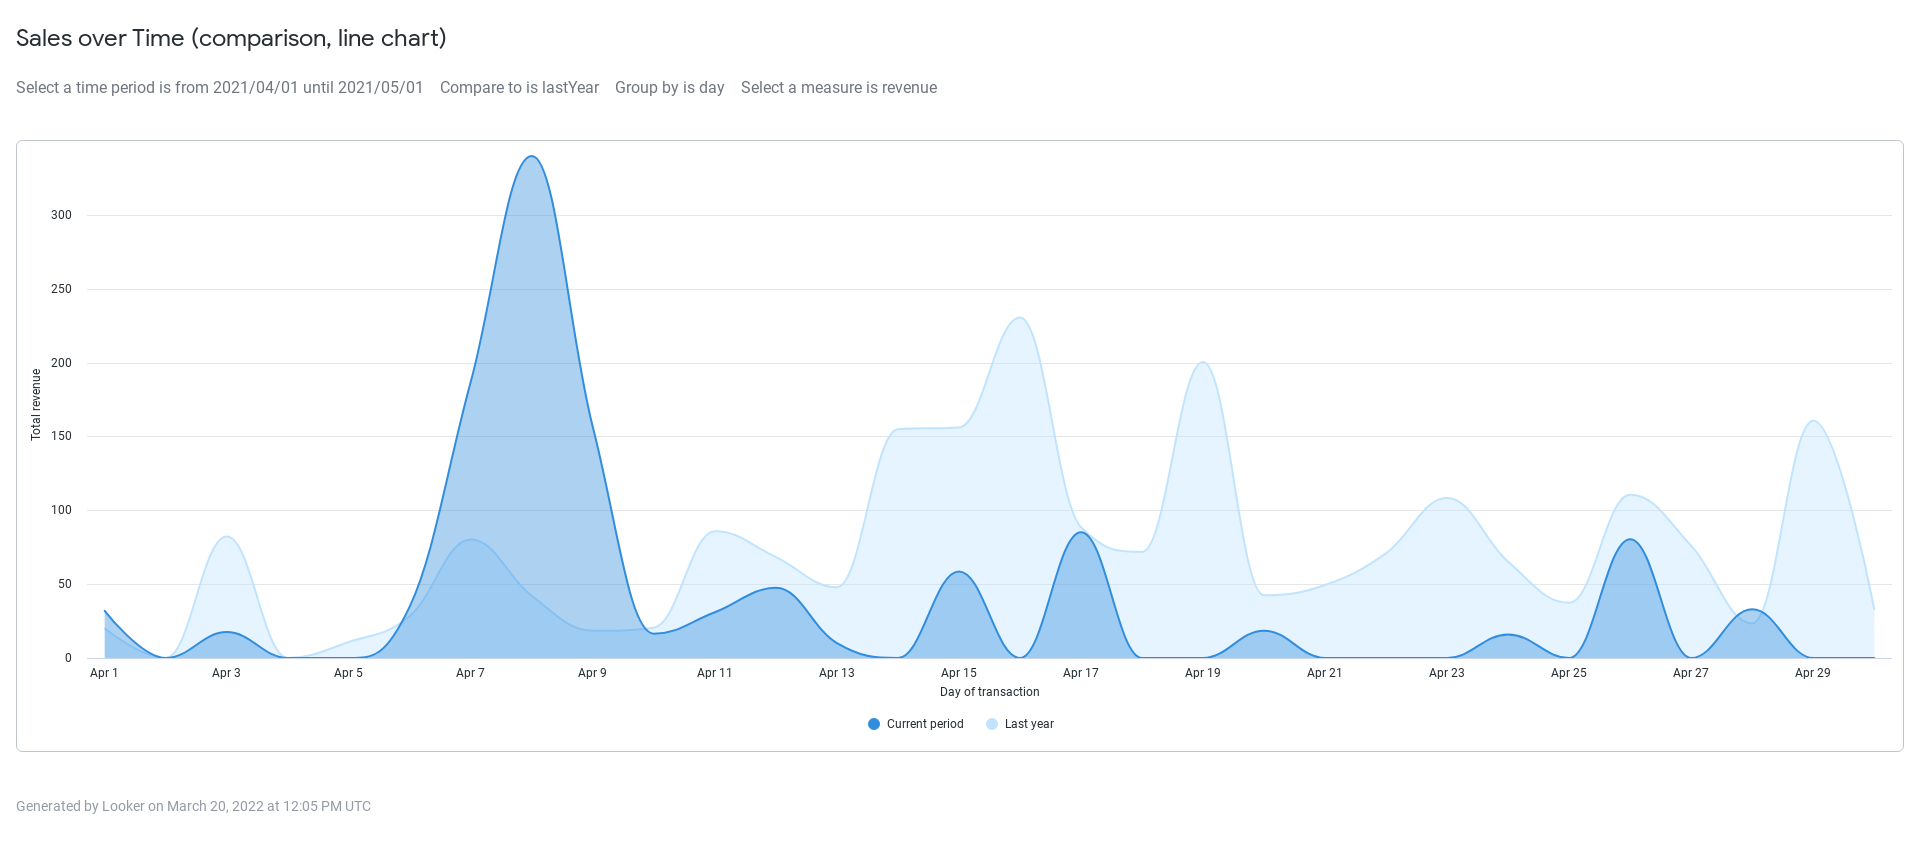 Sales over Time (comparison, line chart)
Select a time period is from 2021/04/01 until 2021/05/01 Compare to is lastYear Group by is day Select a measure is revenue
300
250
200
150
100
50
0
Total revenue
Apr 1 Apr 3 Apr 5 Apr 7 Apr 9 Apr 11 Apr 13 Apr 15 Apr 17 Apr 19 Apr 21 Apr 23 Apr 25 Apr 27 Apr 29
Day of transaction
Current period Last year
Generated by Looker on March 20, 2022 at 12:05 PM UTC